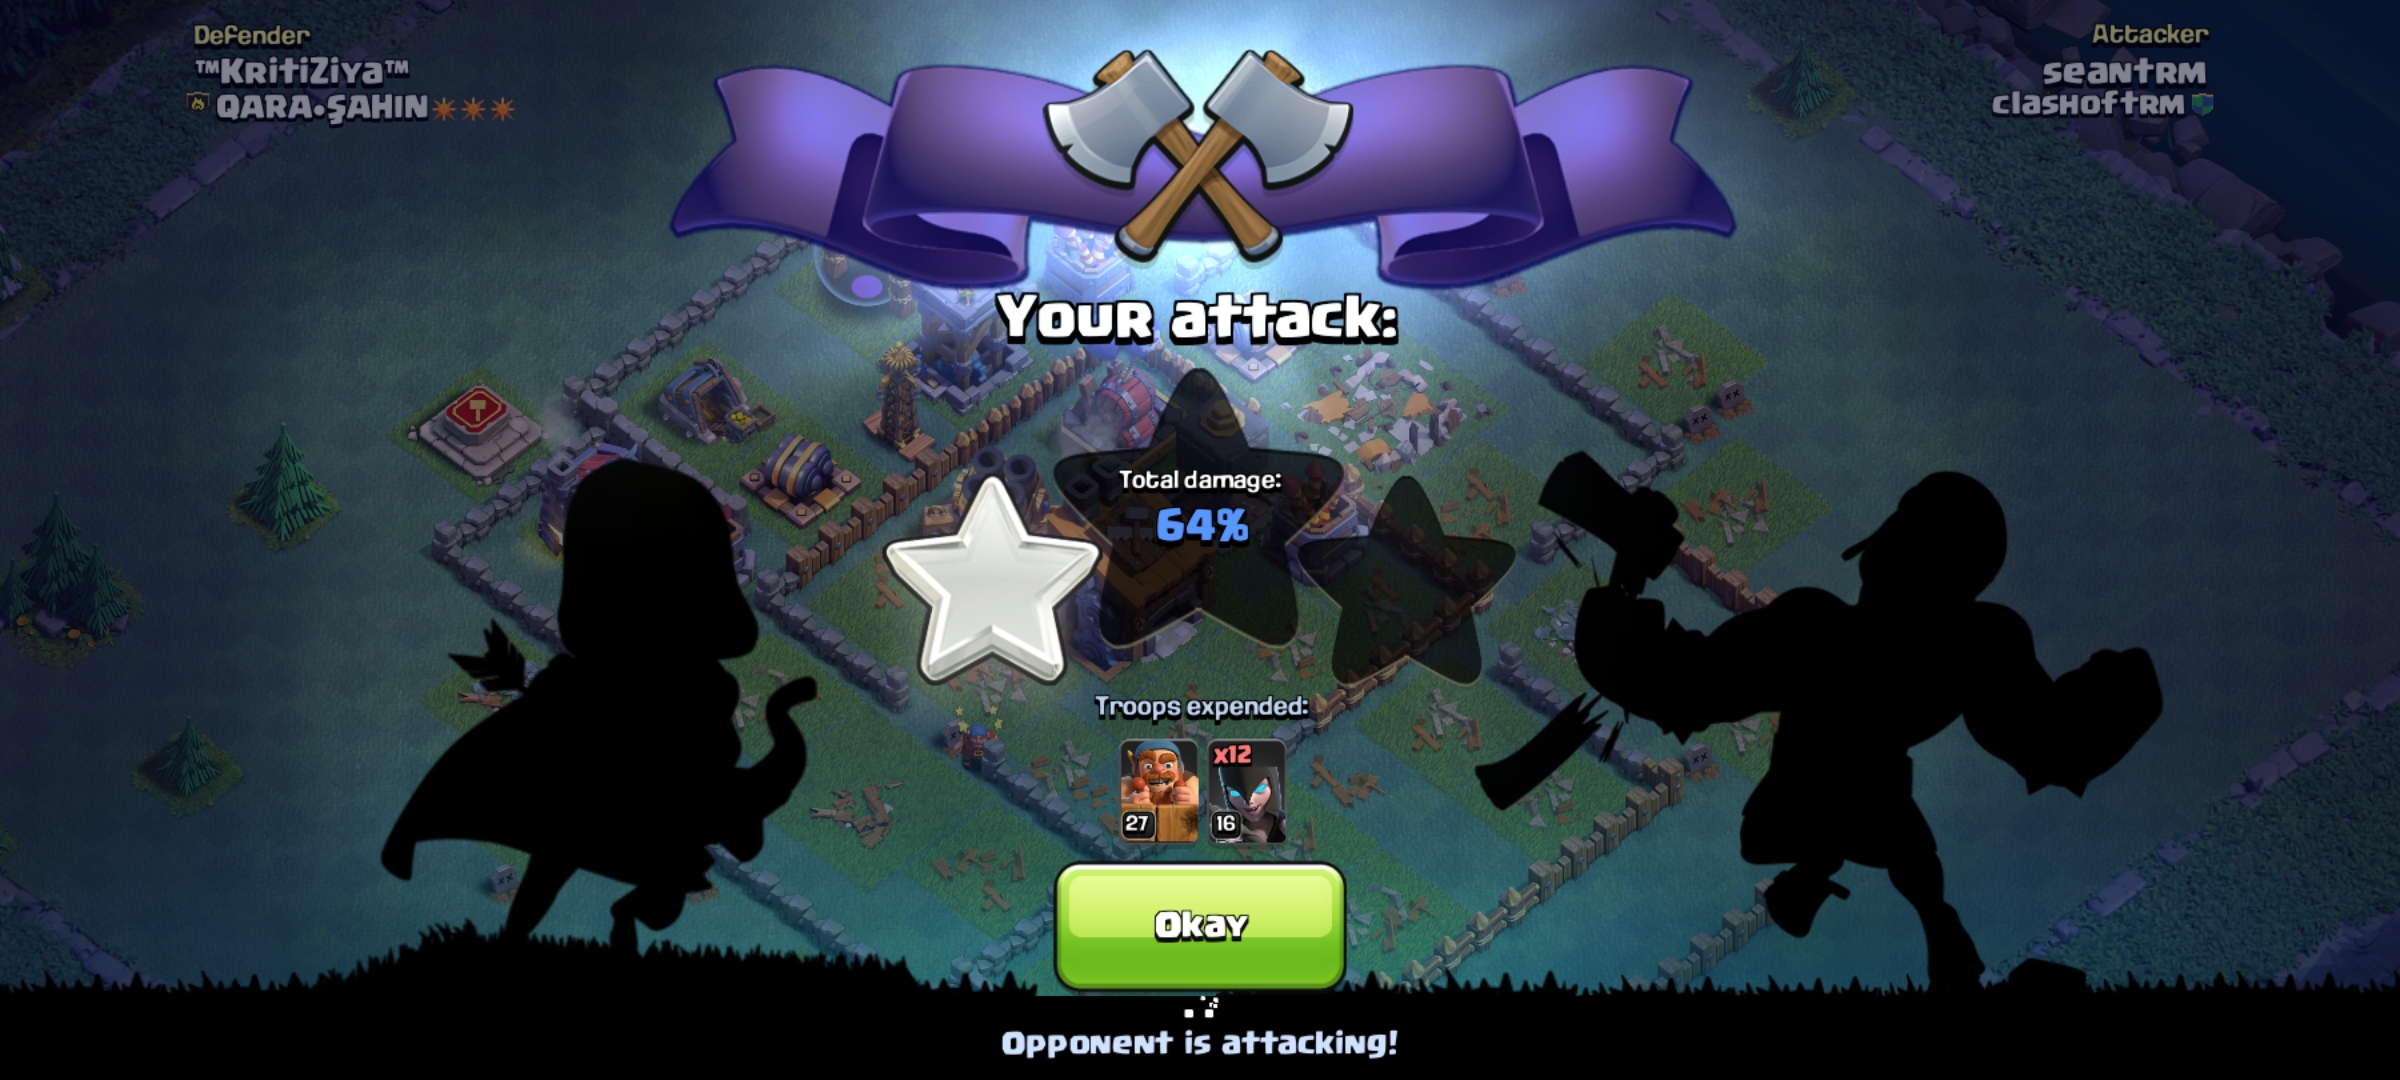 Defender
™KritiZiya™
QARA•ŞAHIN
Attacker
seantRM
clashoftRM
Your attack:
Total damage:
64%
Troops expended:
x12
27
16
Okay
Opponent is attacking!